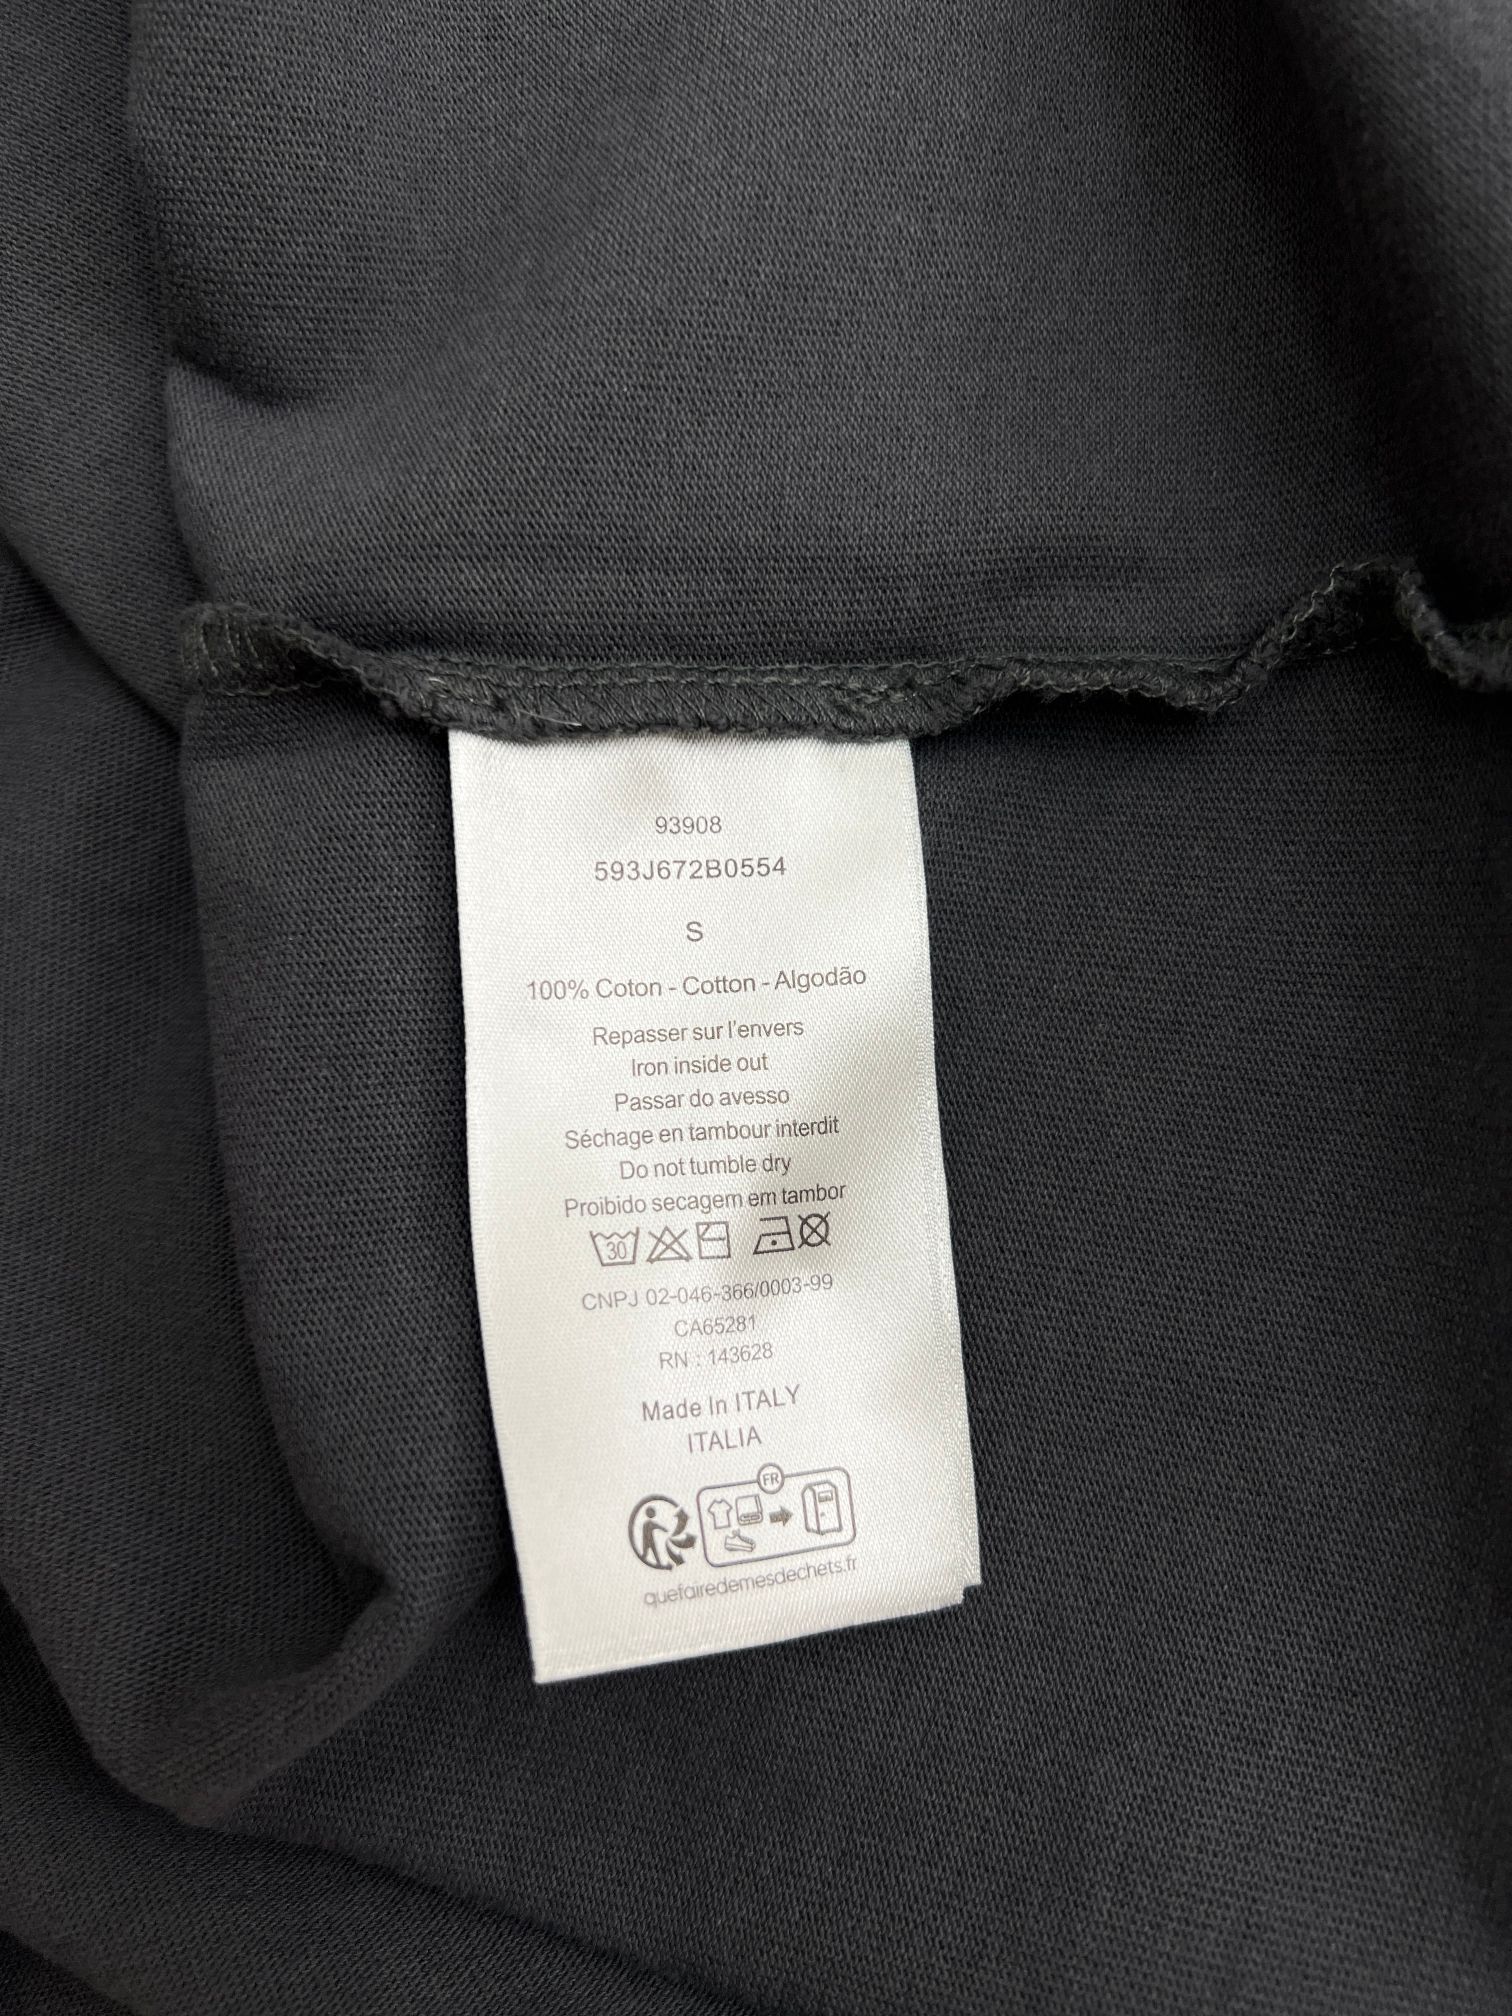 93908
593J672B0554
S
100% Coton - Cotton - Algodão
Repasser sur l'envers
Iron inside out
Passar do avesso
Séchage en tambour interdit
Do not tumble dry
Proibido secagem em tambor
30
CNPJ 02-046-366/0003-99
CA65281
RN : 143628
Made In ITALY
ITALIA
FR
quefairedemesdechets.fr